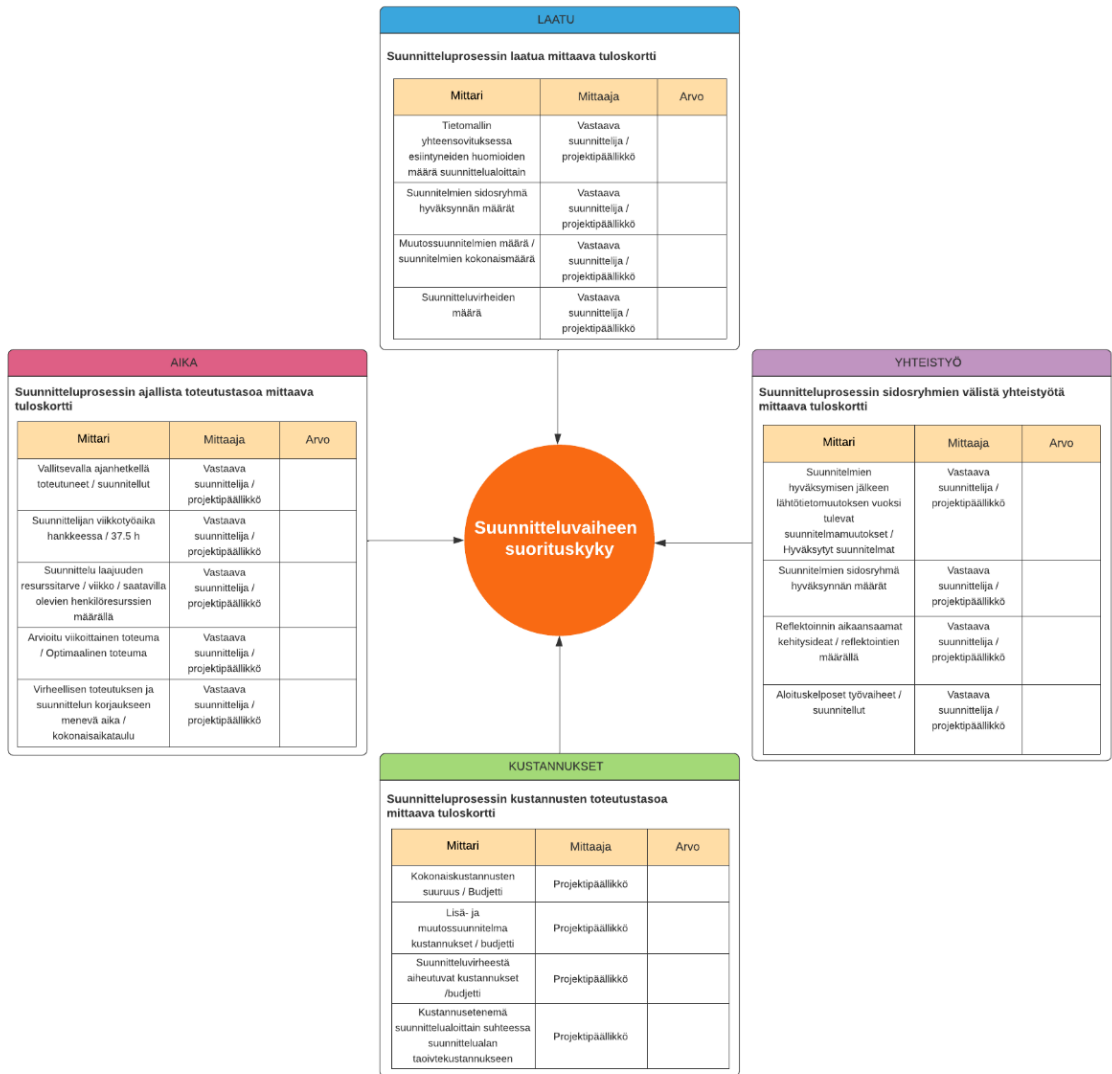 LAATU
Suunnitteluprosessin laatua mittaava tuloskortti
Mittari
Mittaaja
Arvo
Tietomallin
yhteensovituksessa
esiintyneiden huomioiden
määrä suunnittelualoittain
Vastaava
suunnittelija /
projektipäällikkö
Suunnitelmien sidosryhmä
hyväksynnän määrät
Vastaava
suunnittelija /
projektipäällikkö
Muutossuunnitelmien määrä /
suunnitelmien kokonaismäärä
Vastaava
suunnittelija /
projektipäällikkö
Suunnitteluvirheiden
määrä
Vastaava
suunnittelija /
projektipäällikkö
AIKA
Suunnitteluprosessin ajallista toteutustasoa mittaava
tuloskortti
Mittari
Mittaaja
Arvo
Vallitsevalla ajanhetkellä
toteutuneet / suunnitellut
Vastaava
suunnittelija /
projektipäällikkö
Suunnittelijan viikkotyöaika
hankkeessa / 37.5 h
Vastaava
suunnittelija /
projektipäällikkö
Suunnittelu laajuuden
resurssitarve / viikko / saatavilla
olevien henkilöresurssien
määrällä
Vastaava
suunnittelija /
projektipäällikkö
Arvioitu viikoittainen toteuma
/ Optimaalinen toteuma
Vastaava
suunnittelija /
projektipäällikkö
Virheellisen toteutuksen ja
suunnittelun korjaukseen
menevä aika /
kokonaisaikataulu
Vastaava
suunnittelija /
projektipäällikkö
Suunnitteluvaiheen
suorituskyky
YHTEISTYÖ
Suunnitteluprosessin sidosryhmien välistä yhteistyötä
mittaava tuloskortti
Mittari
Mittaaja
Arvo
Suunnitelmien
hyväksymisen jälkeen
lähtötietomuutoksen vuoksi
tulevat
suunnitelmamuutokset /
Hyväksytyt suunnitelmat
Vastaava
suunnittelija /
projektipäällikkö
Suunnitelmien sidosryhmä
hyväksynnän määrät
Vastaava
suunnittelija /
projektipäällikkö
Reflektoinnin aikaansaamat
kehitysideat / reflektointien
määrällä
Vastaava
suunnittelija /
projektipäällikkö
Aloituskelposet työvaiheet /
suunnitellut
Vastaava
suunnittelija /
projektipäällikkö
KUSTANNUKSET
Suunnitteluprosessin kustannusten toteutustasoa
mittaava tuloskortti
Mittari
Mittaaja
Arvo
Kokonaiskustannusten
suuruus / Budjetti
Projektipäällikkö
Lisä- ja
muutossuunnitelma
kustannukset / budjetti
Projektipäällikkö
Suunnitteluvirheestä
aiheutuvat kustannukset
/budjetti
Projektipäällikkö
Kustannusetenemä
suunnittelualoittain suhteessa
suunnittelualan
taoivtekustannukseen
Projektipäällikkö